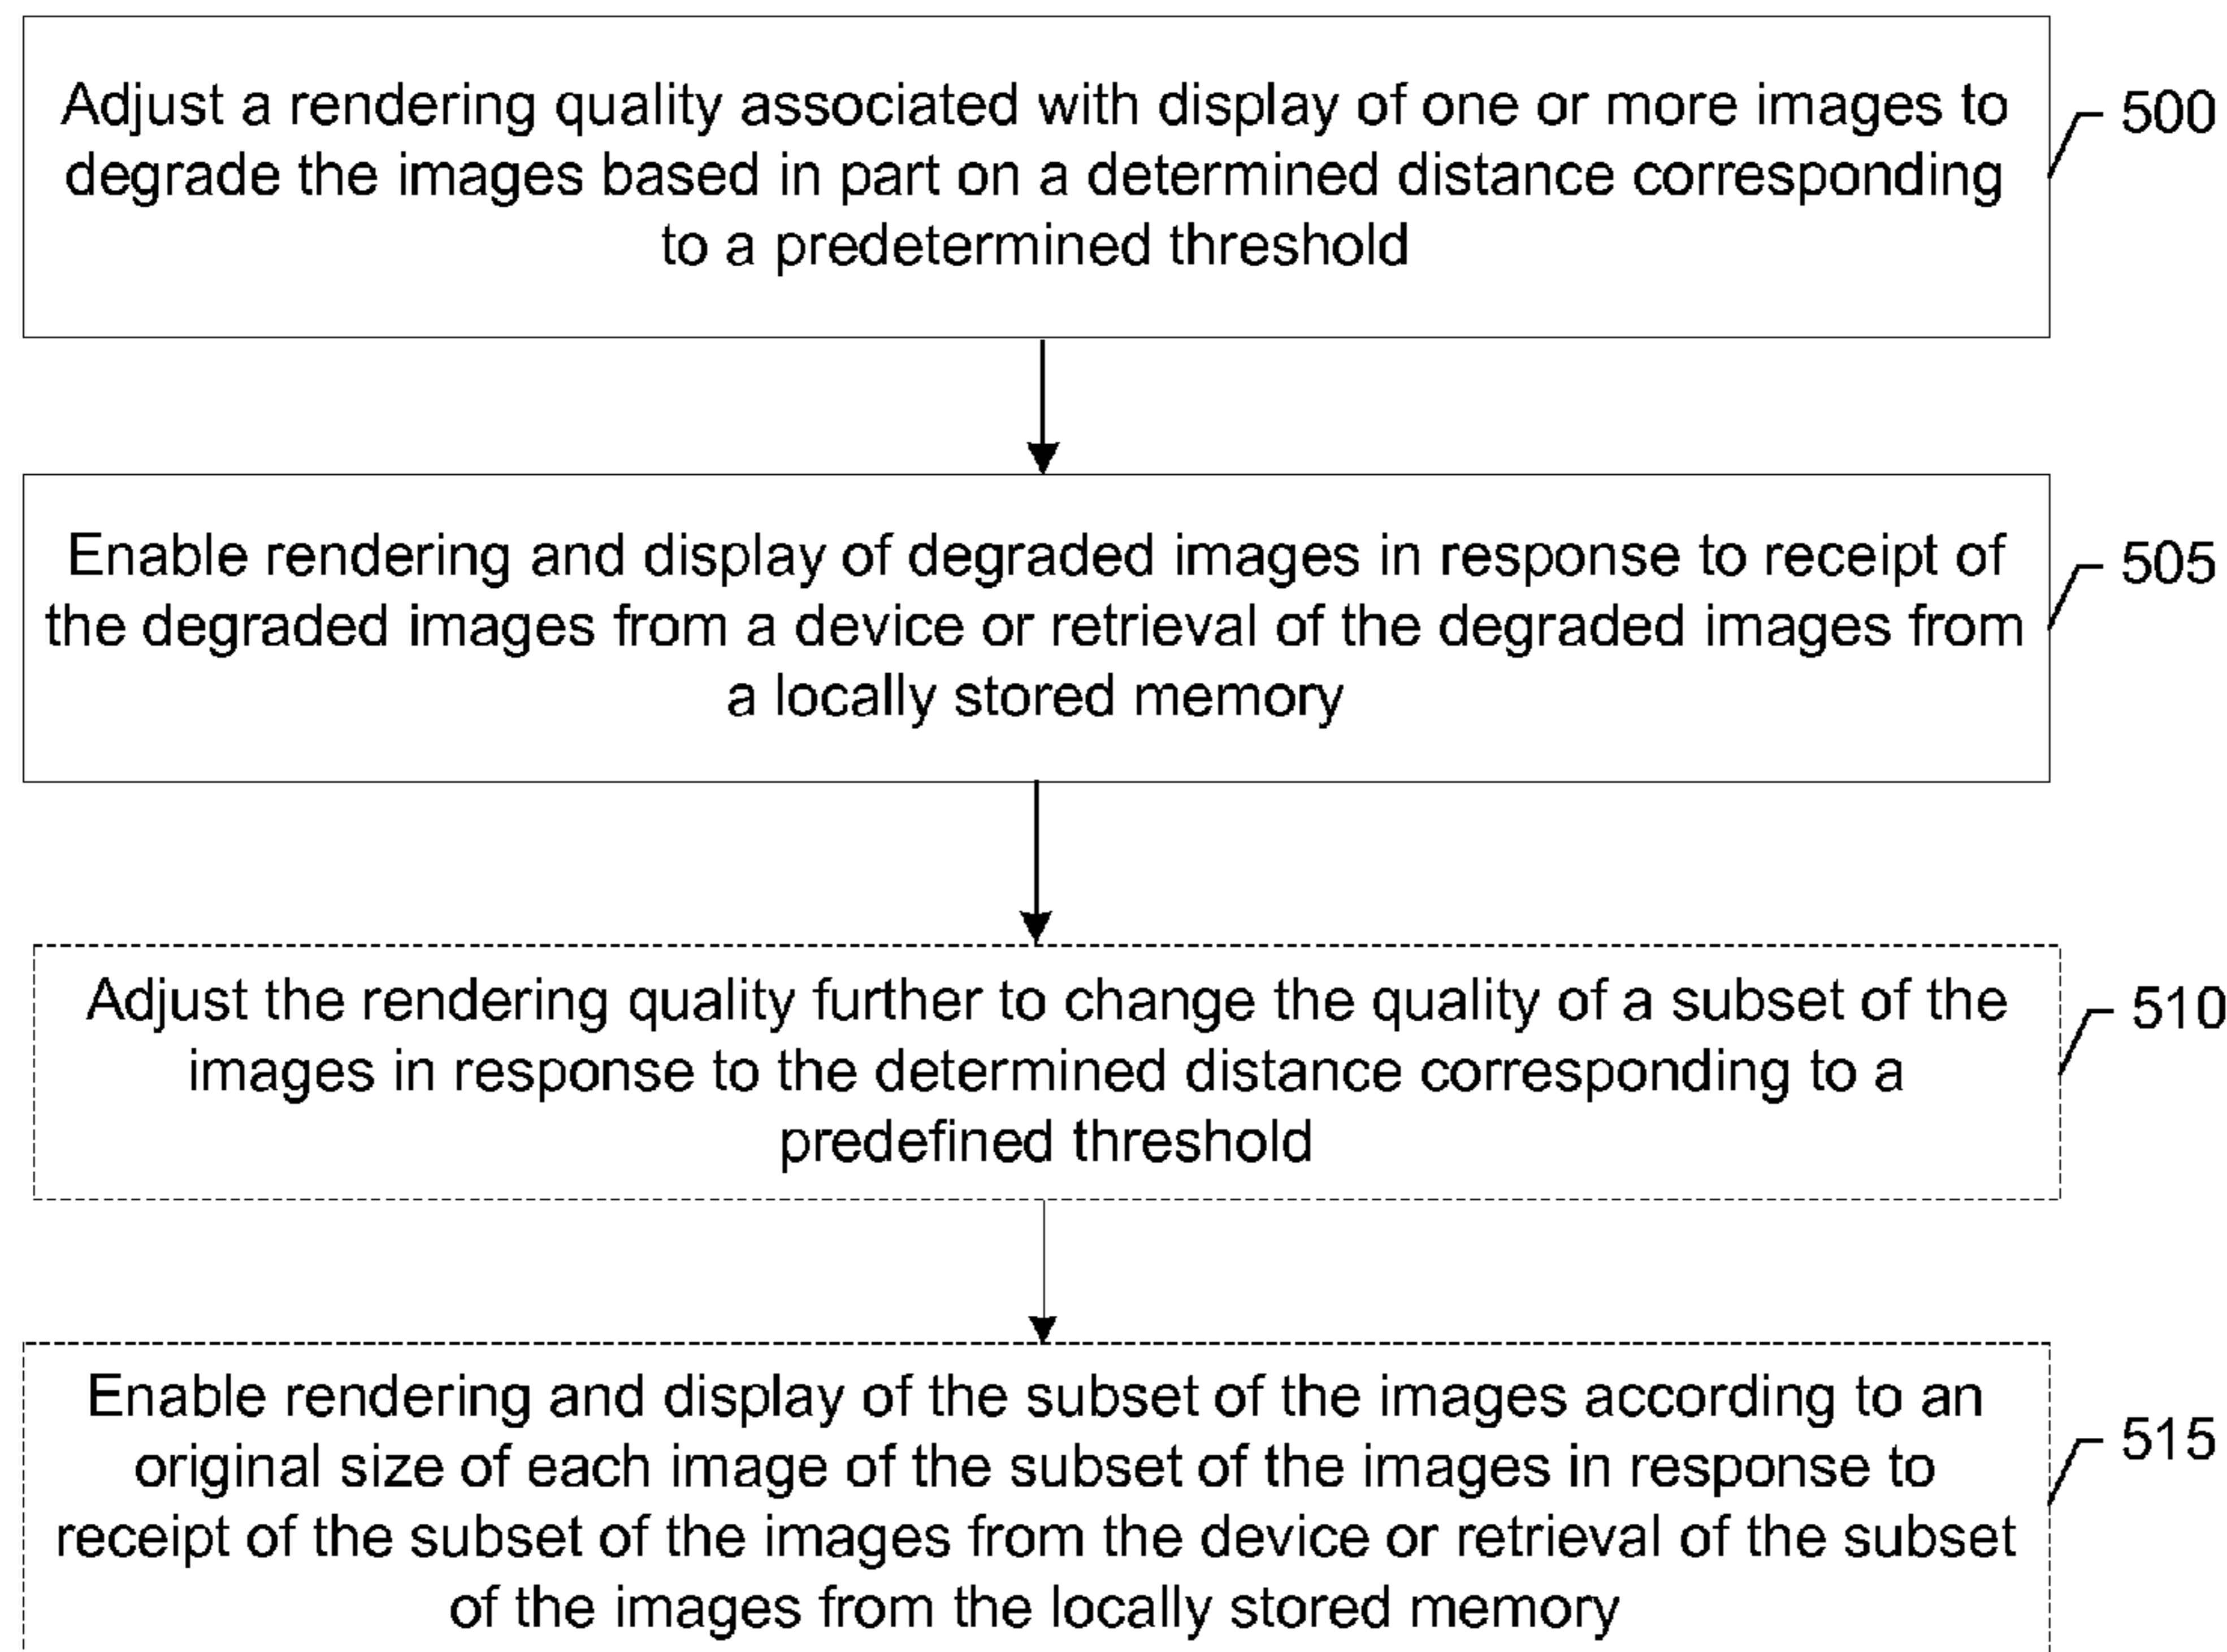 Adjust a rendering quality associated with display of one or more images to
degrade the images based in part on a determined distance corresponding
to a predetermined threshold
500
Enable rendering and display of degraded images in response to receipt of
the degraded images from a device or retrieval of the degraded images from
a locally stored memory
505
Adjust the rendering quality further to change the quality of a subset of the
images in response to the determined distance corresponding to a
predefined threshold
510
Enable rendering and display of the subset of the images according to an
original size of each image of the subset of the images in response to
receipt of the subset of the images from the device or retrieval of the subset
of the images from the locally stored memory
515